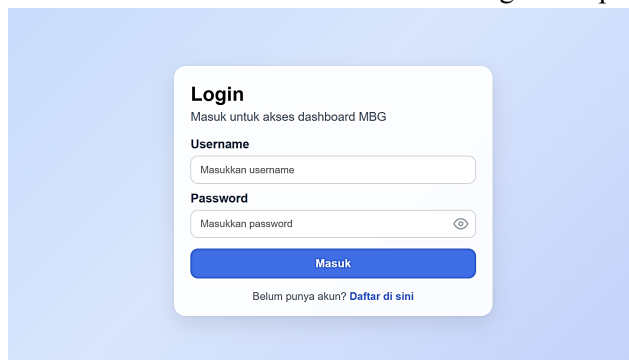 Login
Masuk untuk akses dashboard MBG
Username
Masukkan username
Password
Masukkan password
Masuk
Belum punya akun? Daftar di sini